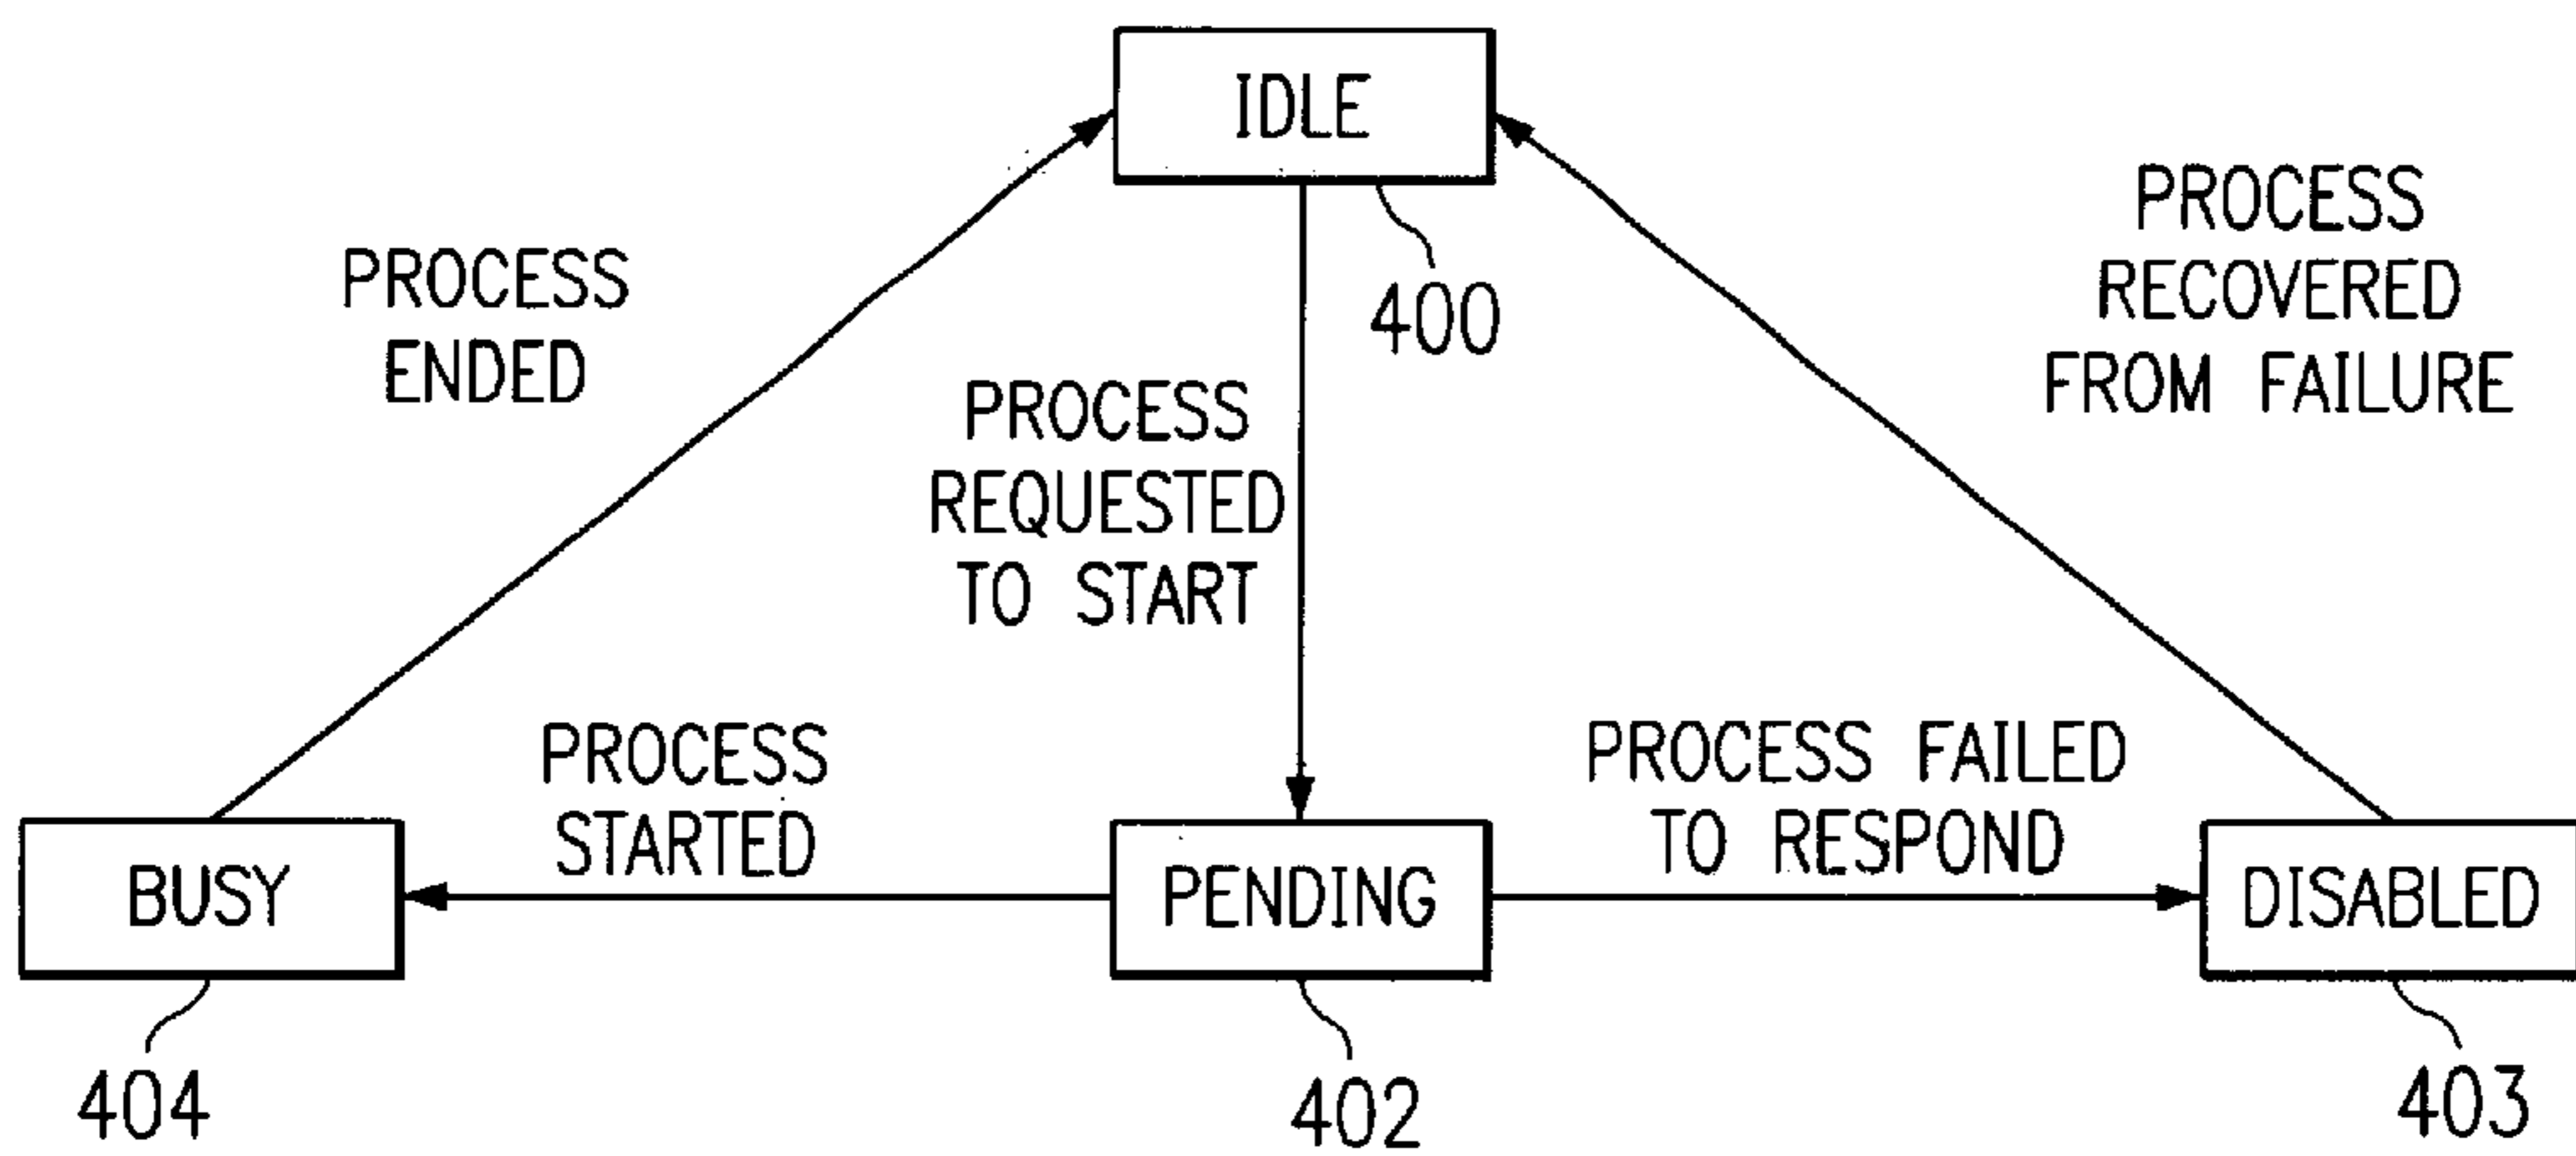 IDLE
400
PROCESS
ENDED
PROCESS
REQUESTED
TO START
PROCESS
RECOVERED
FROM FAILURE
PROCESS
STARTED
PROCESS FAILED
TO RESPOND
BUSY
404
PENDING
402
DISABLED
403